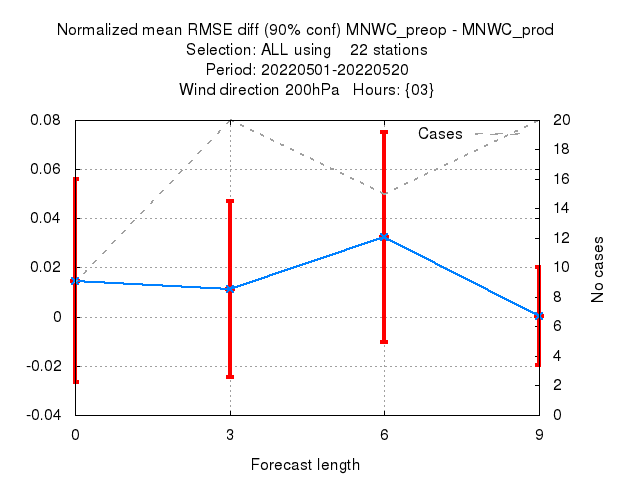 Normalized mean RMSE diff (90% conf) MNWC_preop - MNWC_prod
Selection: ALL using    22 stations
Period: 20220501-20220520
Wind direction 200hPa   Hours: {03}
Cases
0.08
0.06
0.04
0.02
0
-0.02
-0.04
20
18
16
14
12
10
8
6
4
2
0
No cases
0 3 6 9
Forecast length